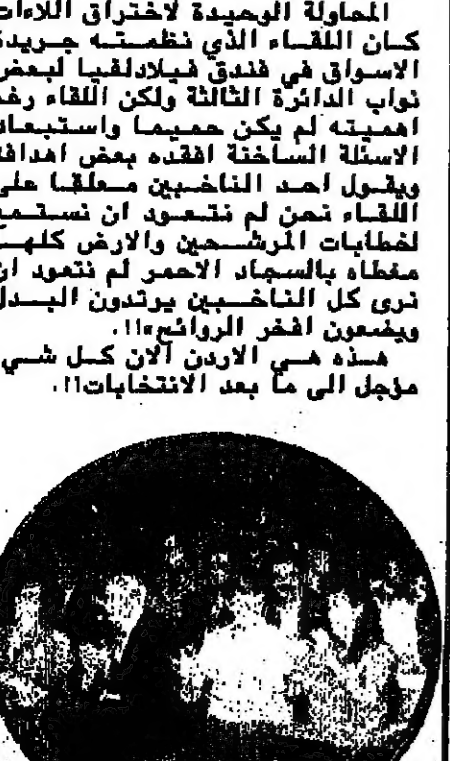 المحاولة الوحيدة لاختراق اللاءات
كان اللقاء الذي نظمته جريدة
الاسواق في فندق فيلادلفيا لبعض
نواب الدائرة الثالثة ولكن اللقاء رغم
اهميته لم يكن حميما واستبعاد
الاسئلة الساخنة افقده بعض اهدافه
ويقول احد الناخبين معلقا على
اللقاء نحن لم نتعود ان نستمع
لخطابات المرشحين والارض كلها
مغطاه بالسجاد الاحمر لم نتعود ان
نرى كل الناخبين يرتدون البدل
ويضعون افخر الروائح»!!.
هذه هي الاردن الان كل شيء
مؤجل الى ما بعد الانتخابات!!.